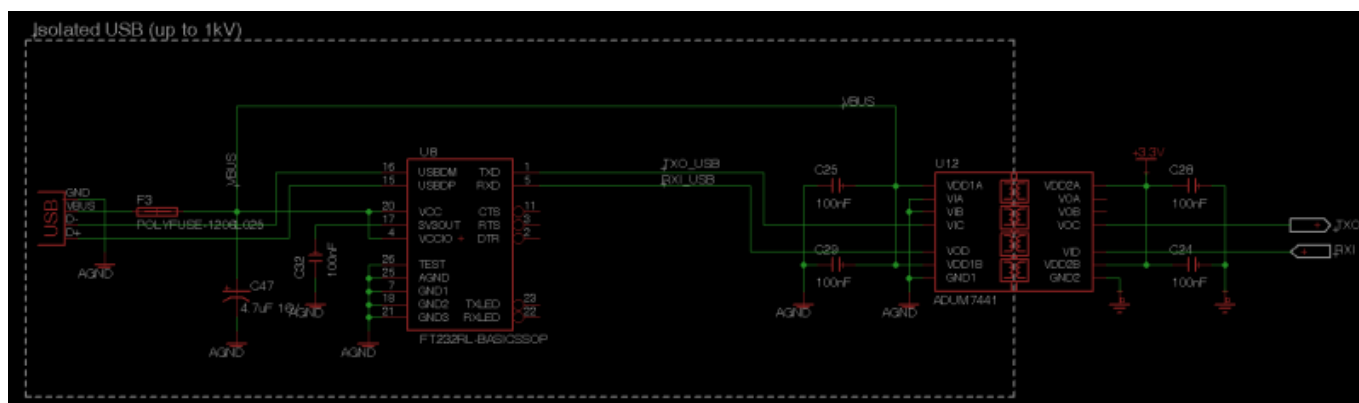 Isolated USB (up to 1kV)
VBUS
VBUS
USB
GND
VBUS
D-
D+
AGND
F3
POLYFUSE-1206L025
C47
AGND
C32
100nF
AGND
AGND
U8
16 USBDM TXD 1
15 USBDP RXD 5
20 VCC CTS 11
17 3V3OUT RTS 3
4 VCCIO DTR 2
26 TEST
25 AGND
7 GND1
18 GND2 TXLED 23
21 GND3 RXLED 22
FT232RL-BASICSSOP
TXO_USB
RXI_USB
C25
100nF
C29
100nF
AGND
AGND
U12
VDD1A VDD2A
VIA VOA
VIB VOB
VIC VOC
VOD VID
VDD1B VDD2B
GND1 GND2
ADUM7441
+3.3V
C28
100nF
C24
100nF
TXO
RXI